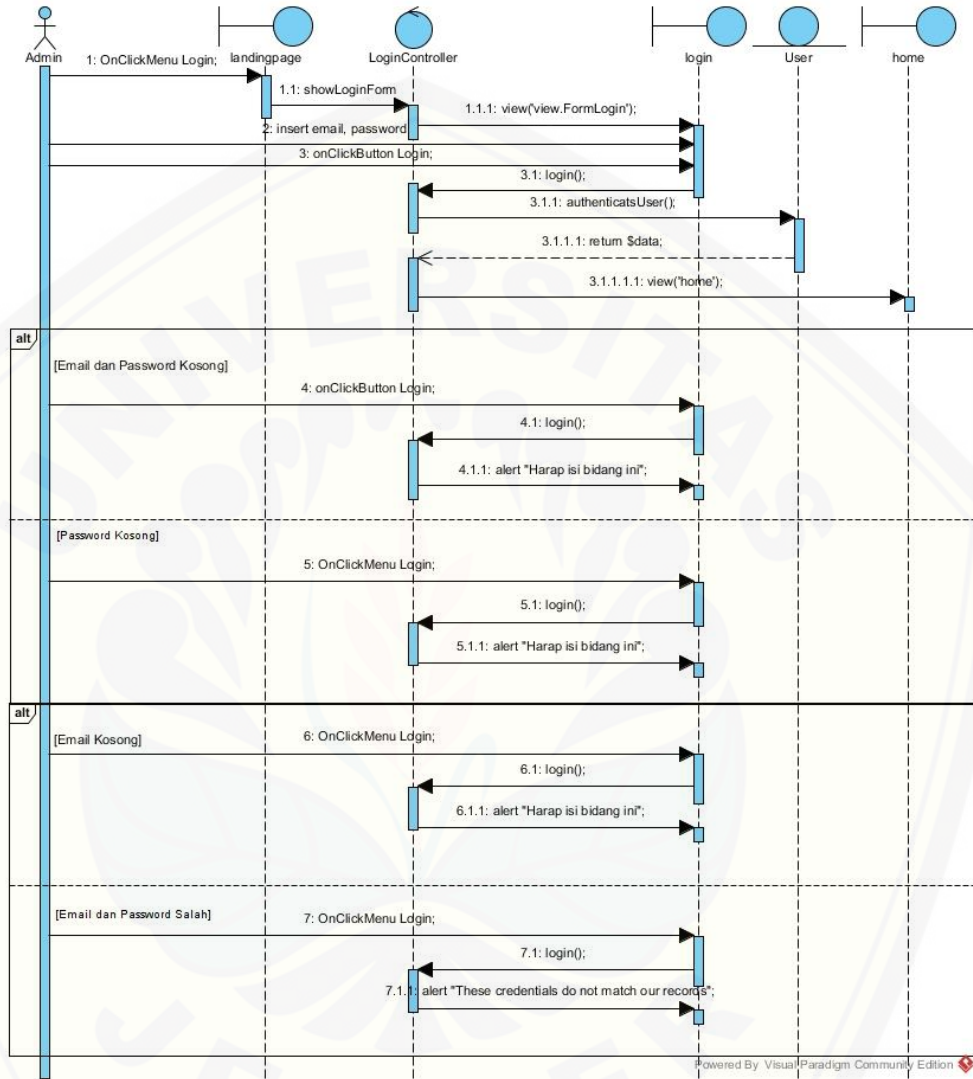 Admin
landingpage
LoginController
login
User
home
1: OnClickMenu Login;
1.1: showLoginForm
1.1.1: view('view.FormLogin');
2: insert email, password
3: onClickButton Login;
3.1: login();
3.1.1: authenticatsUser();
3.1.1.1: return $data;
3.1.1.1.1: view('home');
alt
[Email dan Password Kosong]
4: onClickButton Login;
4.1: login();
4.1.1: alert "Harap isi bidang ini";
[Password Kosong]
5: OnClickMenu Login;
5.1: login();
5.1.1: alert "Harap isi bidang ini";
alt
[Email Kosong]
6: OnClickMenu Login;
6.1: login();
6.1.1: alert "Harap isi bidang ini";
[Email dan Password Salah]
7: OnClickMenu Login;
7.1: login();
7.1.1: alert "These credentials do not match our records";
Powered By Visual Paradigm Community Edition
UNIVERSITAS